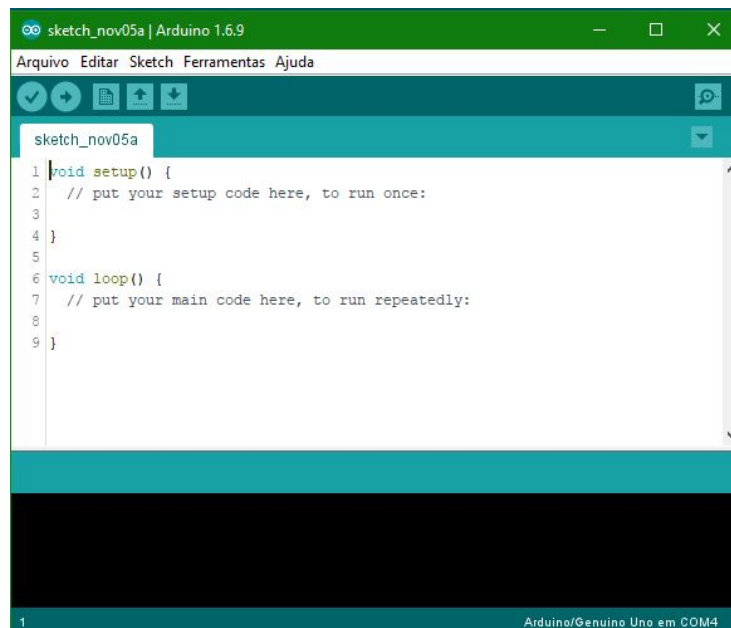 sketch_nov05a | Arduino 1.6.9
Arquivo Editar Sketch Ferramentas Ajuda
sketch_nov05a
1 void setup() {
2 // put your setup code here, to run once:
3
4 }
5
6 void loop() {
7 // put your main code here, to run repeatedly:
8
9 }
1 Arduino/Genuino Uno em COM4